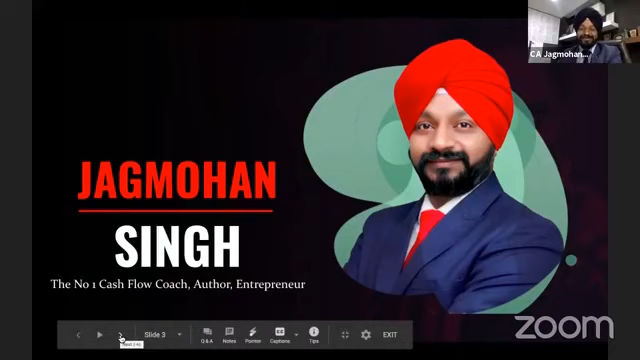 CA Jagmohan...
JAGMOHAN
SINGH
The No 1 Cash Flow Coach, Author, Entrepreneur
Slide 3
Q&A
Notes
Pointer
Captions
Tips
EXIT
Next (→)
zoom